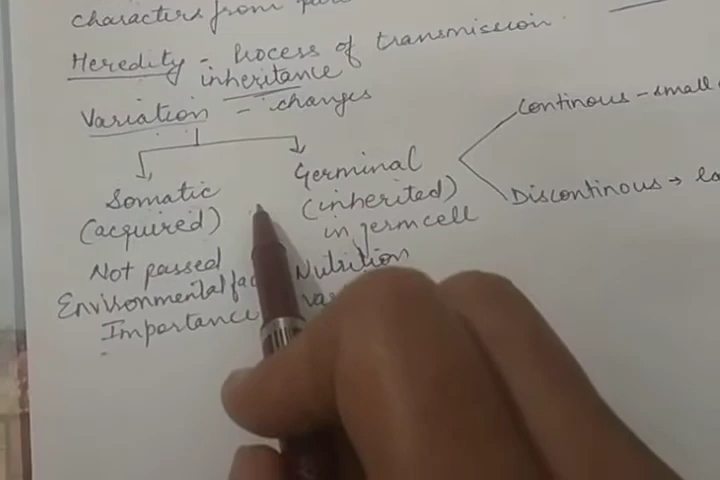 characters from
Heredity - Process of transmission.
inheritance
Variation - changes
Continous - small
Somatic
Germinal
(acquired)
(inherited)
Discontinous →
in germcell
Not passed
Nutrition
Environmental
Importance